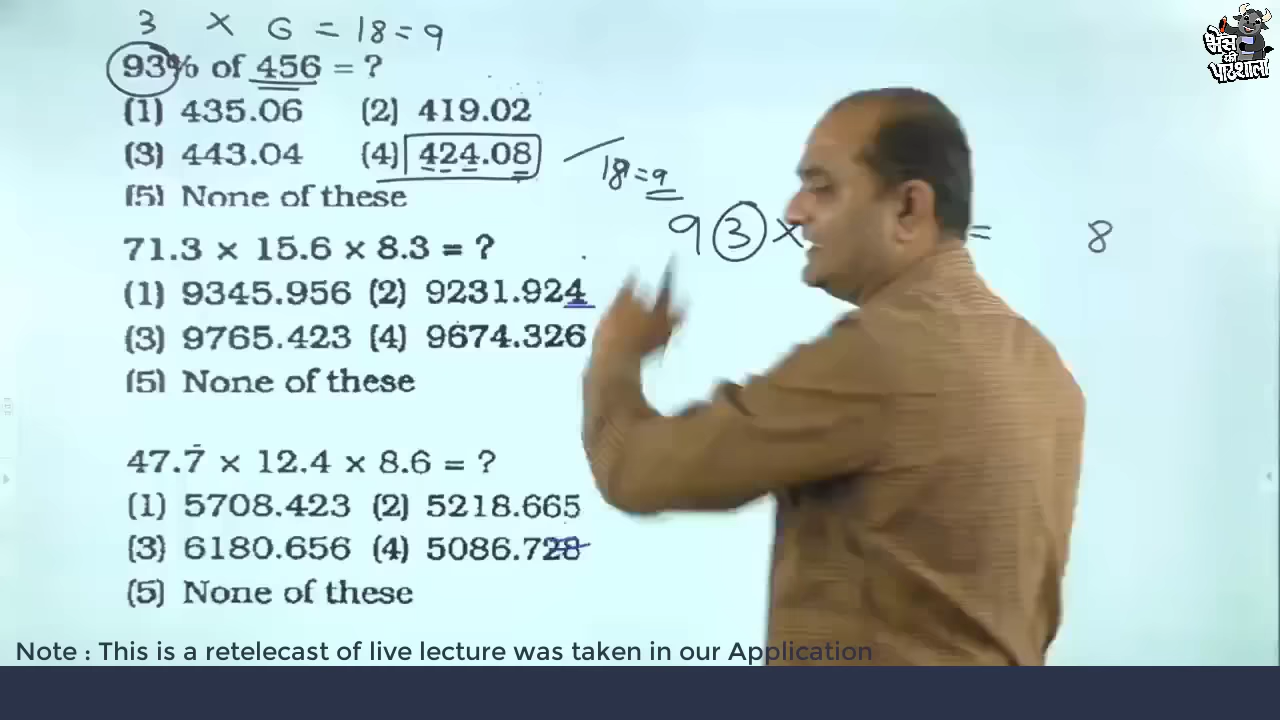 3 × 6 = 18 = 9
93% of 456 = ?
(1) 435.06 (2) 419.02
(3) 443.04 (4) 424.08
18 = 9
(5) None of these
93 × = 8
71.3 × 15.6 × 8.3 = ?
(1) 9345.956 (2) 9231.924
(3) 9765.423 (4) 9674.326
(5) None of these
47.7 × 12.4 × 8.6 = ?
(1) 5708.423 (2) 5218.665
(3) 6180.656 (4) 5086.728
(5) None of these
Note : This is a retelecast of live lecture was taken in our Application
भैंस
की
पाठशाला